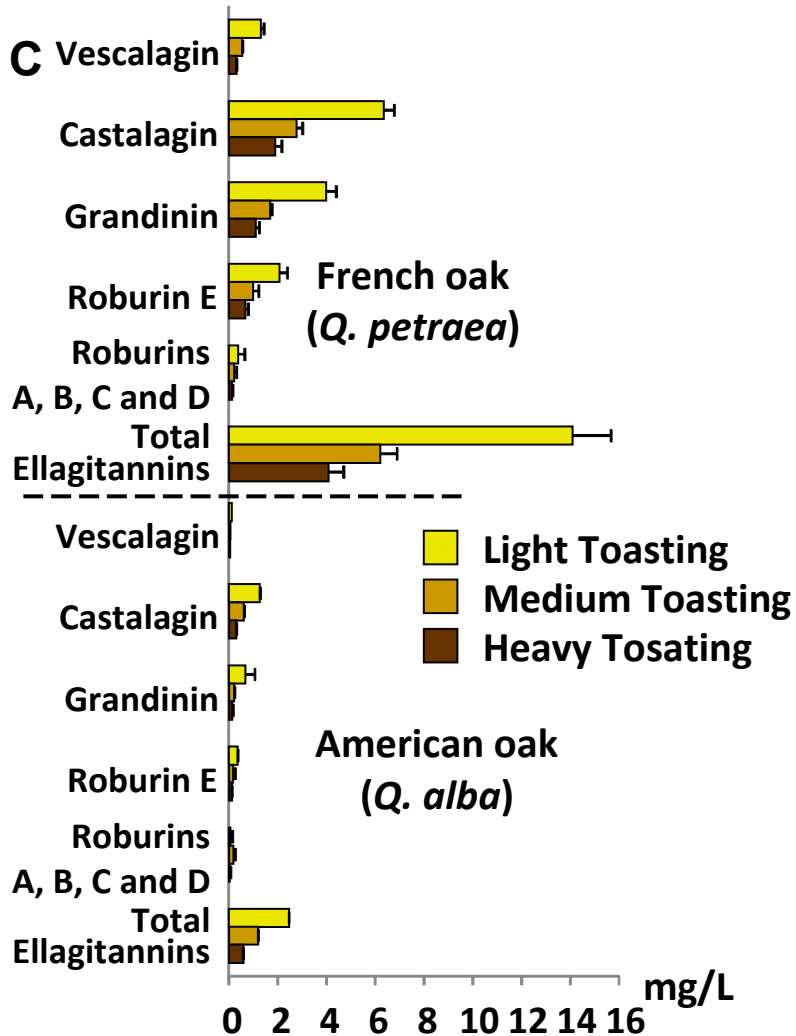 C Vescalagin
Castalagin
Grandinin
Roburin E
French oak
(Q. petraea)
Roburins
A, B, C and D
Total
Ellagitannins
Vescalagin
Light Toasting
Medium Toasting
Heavy Tosating
Castalagin
Grandinin
American oak
(Q. alba)
Roburin E
Roburins
A, B, C and D
Total
Ellagitannins
mg/L
0 2 4 6 8 10 12 14 16